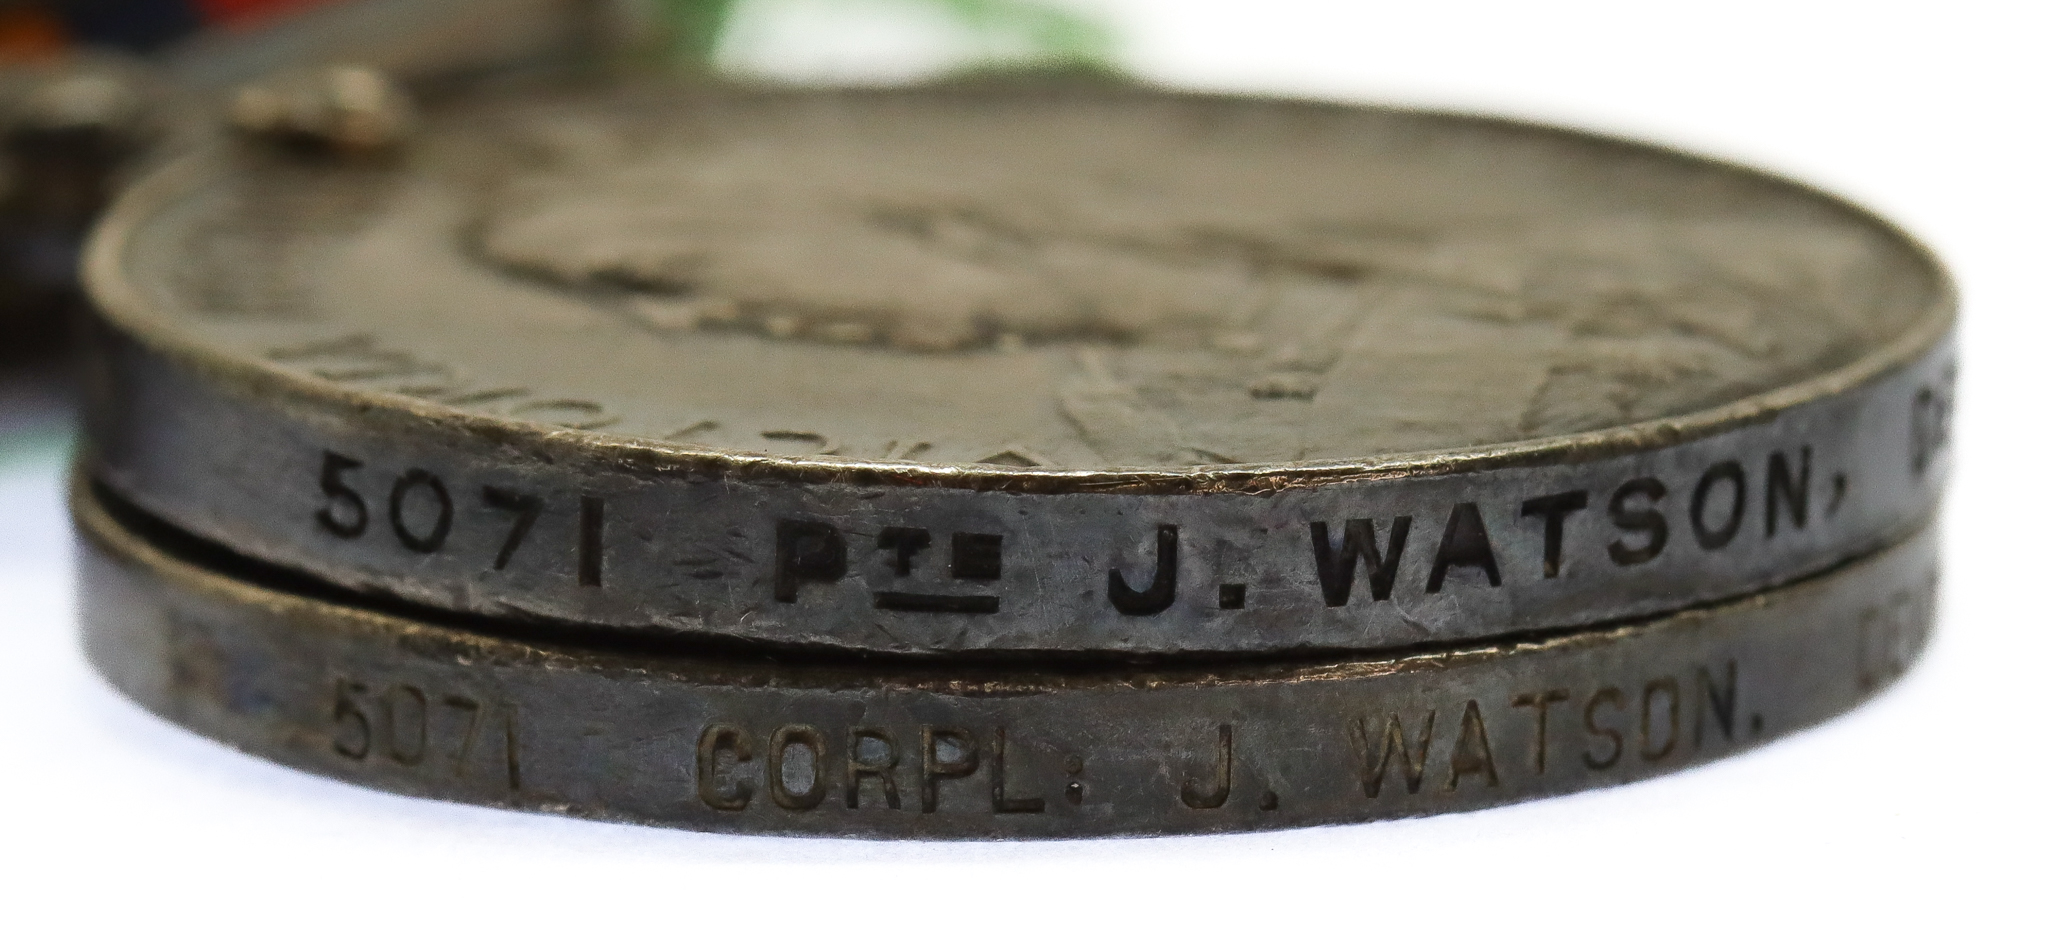 5071 PTE J. WATSON,
5071 CORPL: J. WATSON.